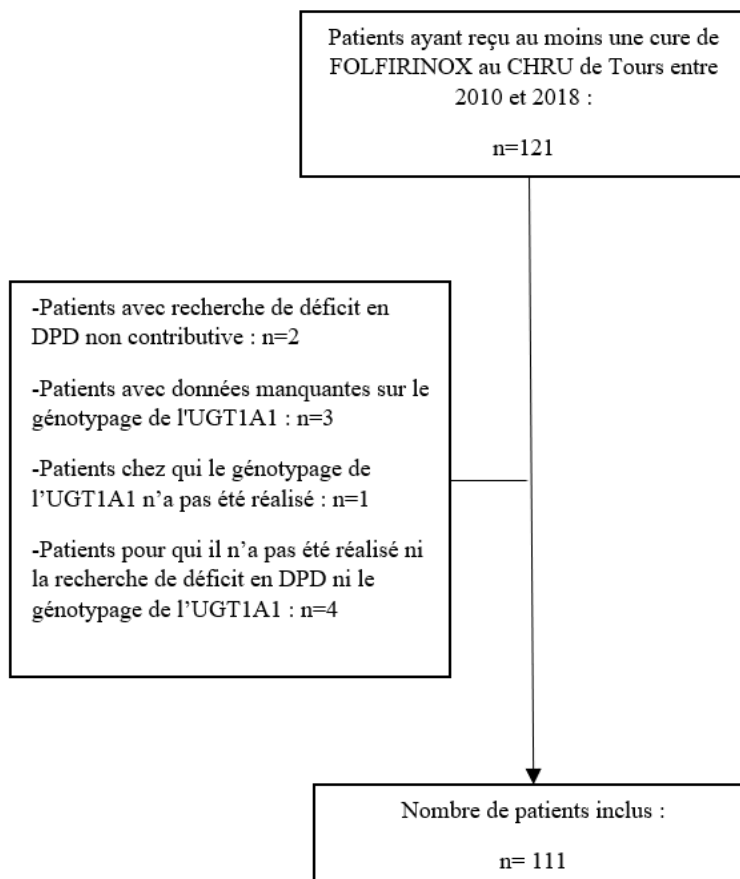 Patients ayant reçu au moins une cure de
FOLFIRINOX au CHRU de Tours entre
2010 et 2018 :
n=121
-Patients avec recherche de déficit en
DPD non contributive : n=2
-Patients avec données manquantes sur le
génotypage de l'UGT1A1 : n=3
-Patients chez qui le génotypage de
l’UGT1A1 n’a pas été réalisé : n=1
-Patients pour qui il n’a pas été réalisé ni
la recherche de déficit en DPD ni le
génotypage de l’UGT1A1 : n=4
Nombre de patients inclus :
n= 111